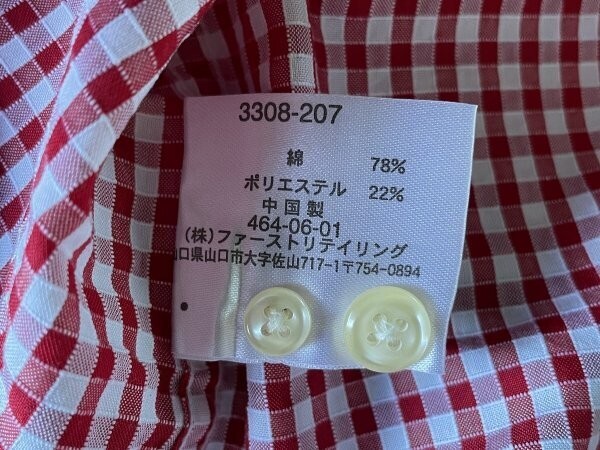 3308-207
綿 78%
ポリエステル 22%
中国製
464-06-01
(株)ファーストリテイリング
山口県山口市大字佐山717-1〒754-0894